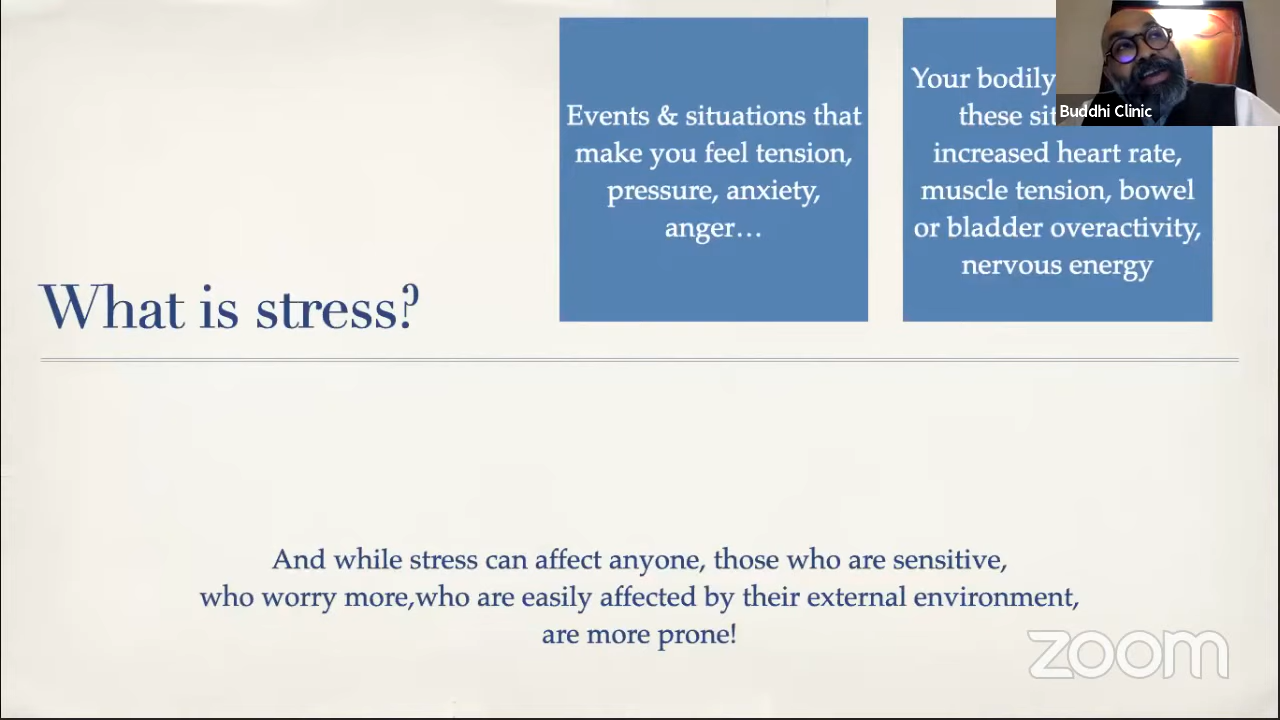 What is stress?
Events & situations that
make you feel tension,
pressure, anxiety,
anger…
Your bodily
these
increased heart rate,
muscle tension, bowel
or bladder overactivity,
nervous energy
Buddhi Clinic
And while stress can affect anyone, those who are sensitive,
who worry more,who are easily affected by their external environment,
are more prone!
zoom